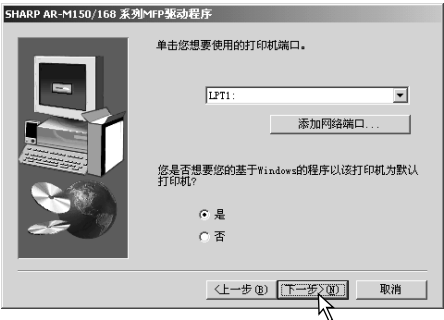 SHARP AR-M150/168 系列MFP驱动程序
单击您想要使用的打印机端口。
LPT1:
添加网络端口...
您是否想要您的基于Windows的程序以该打印机为默认
打印机?
是
否
<上一步(B) 下一步>(N) 取消